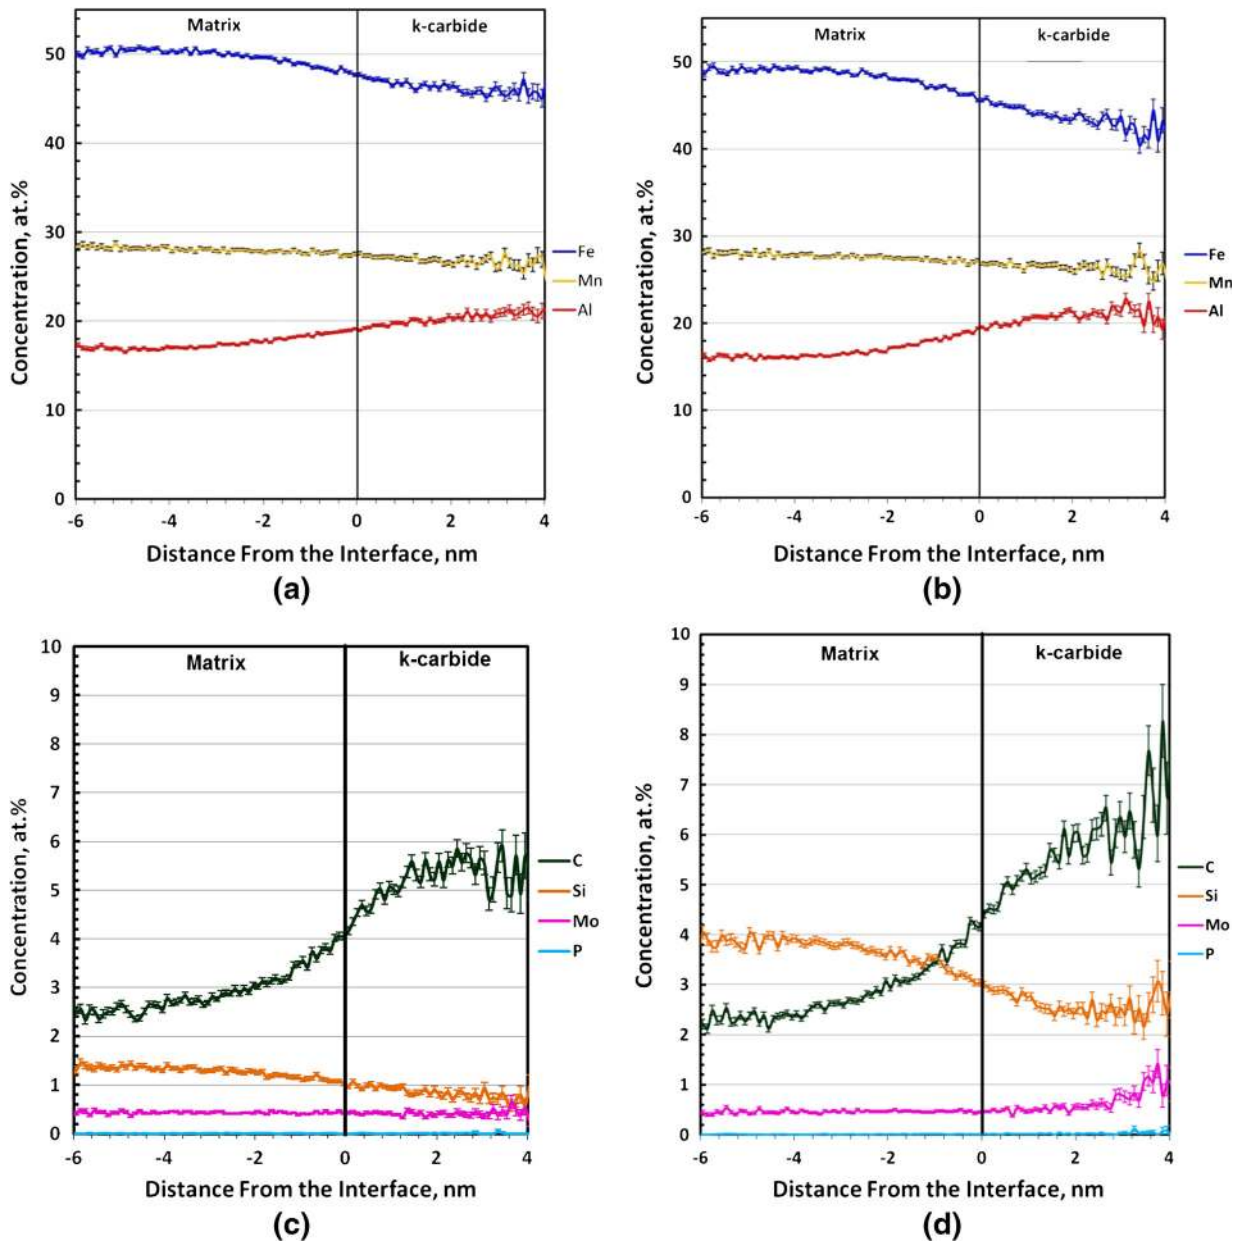 Matrix k-carbide
50
40
30
20
10
0
-6 -4 -2 0 2 4
Concentration, at.%
Distance From the Interface, nm
Fe
Mn
Al
(a)
Matrix k-carbide
50
40
30
20
10
0
-6 -4 -2 0 2 4
Concentration, at.%
Distance From the Interface, nm
Fe
Mn
Al
(b)
Matrix k-carbide
10
9
8
7
6
5
4
3
2
1
0
-6 -4 -2 0 2 4
Concentration, at.%
Distance From the Interface, nm
C
Si
Mo
P
(c)
Matrix k-carbide
10
9
8
7
6
5
4
3
2
1
0
-6 -4 -2 0 2 4
Concentration, at.%
Distance From the Interface, nm
C
Si
Mo
P
(d)